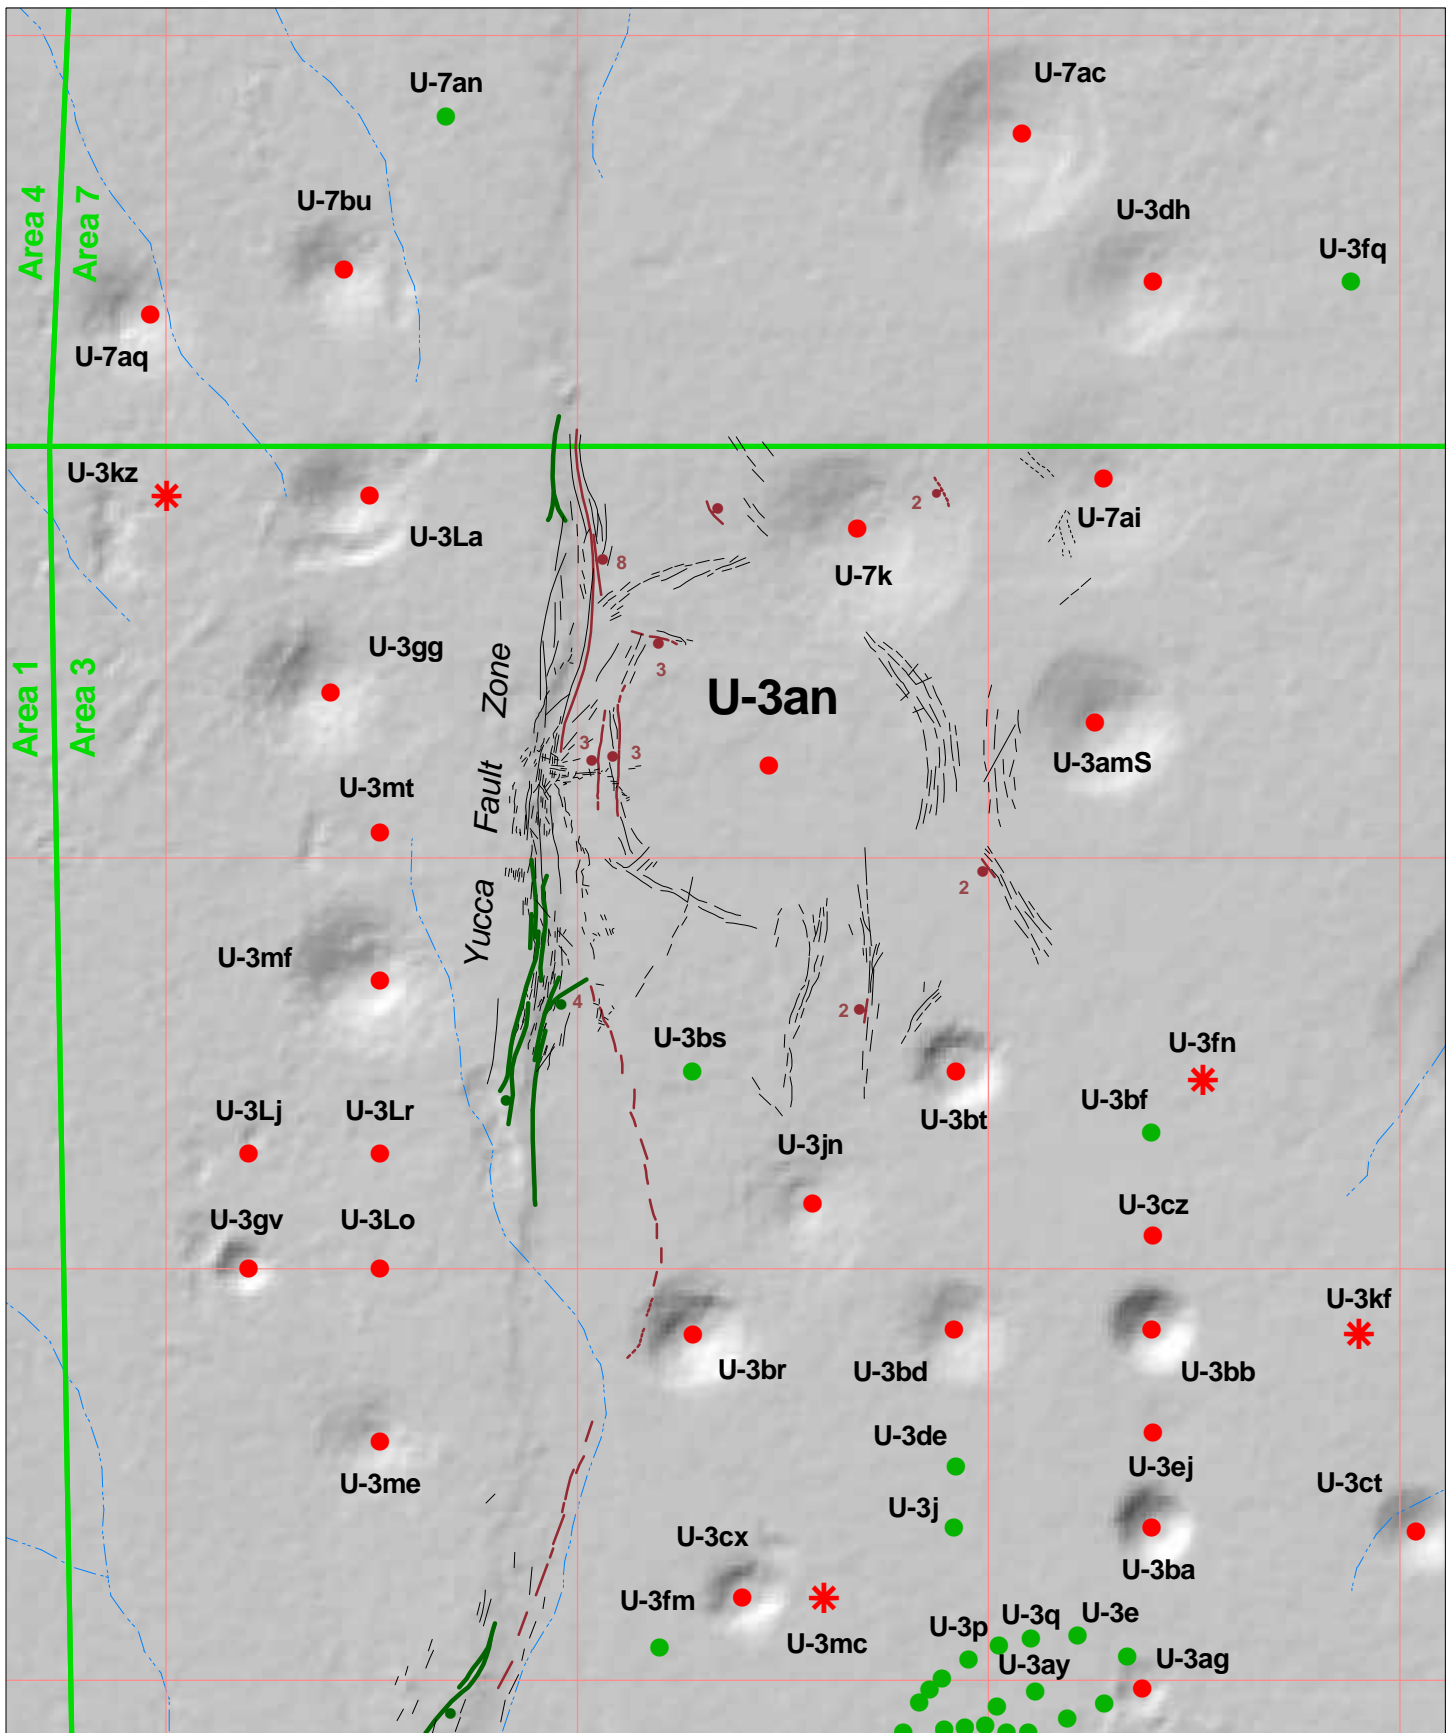 U-7an
U-7ac
Area 4
Area 7
U-7bu
U-3dh
U-3fq
U-7aq
U-3kz
U-3La
U-7ai
2
8
U-7k
Area 1
Area 3
U-3gg
Yucca Fault Zone
3
U-3an
3
3
U-3amS
U-3mt
2
U-3mf
4
2
U-3bs
U-3fn
U-3Lj
U-3Lr
U-3bt
U-3bf
U-3jn
U-3gv
U-3Lo
U-3cz
U-3kf
U-3br
U-3bd
U-3bb
U-3de
U-3me
U-3ej
U-3ct
U-3j
U-3cx
U-3ba
U-3fm
U-3mc
U-3p
U-3q
U-3e
U-3ay
U-3ag